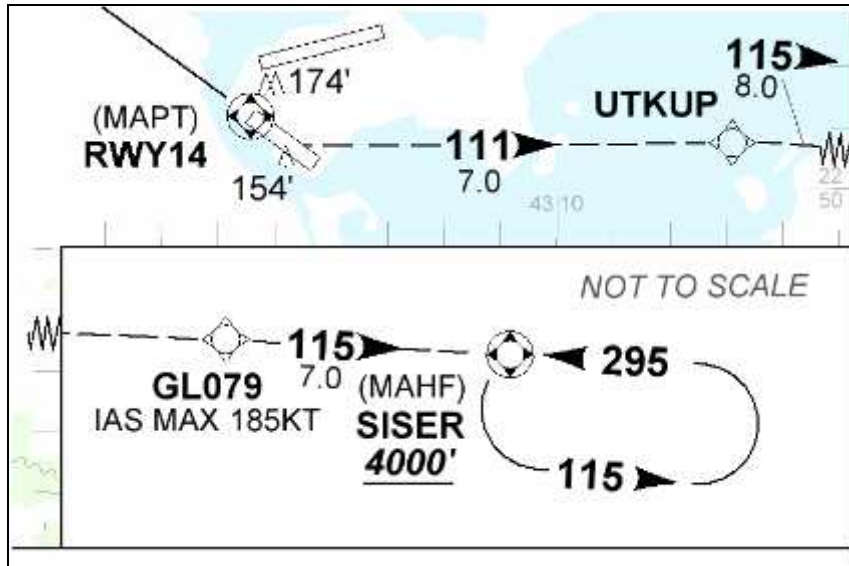 174'
(MAPT)
RWY14
154'
111
7.0
UTKUP
115
8.0
43 10
22
50
NOT TO SCALE
115
7.0
GL079
IAS MAX 185KT
(MAHF)
SISER
4000'
295
115